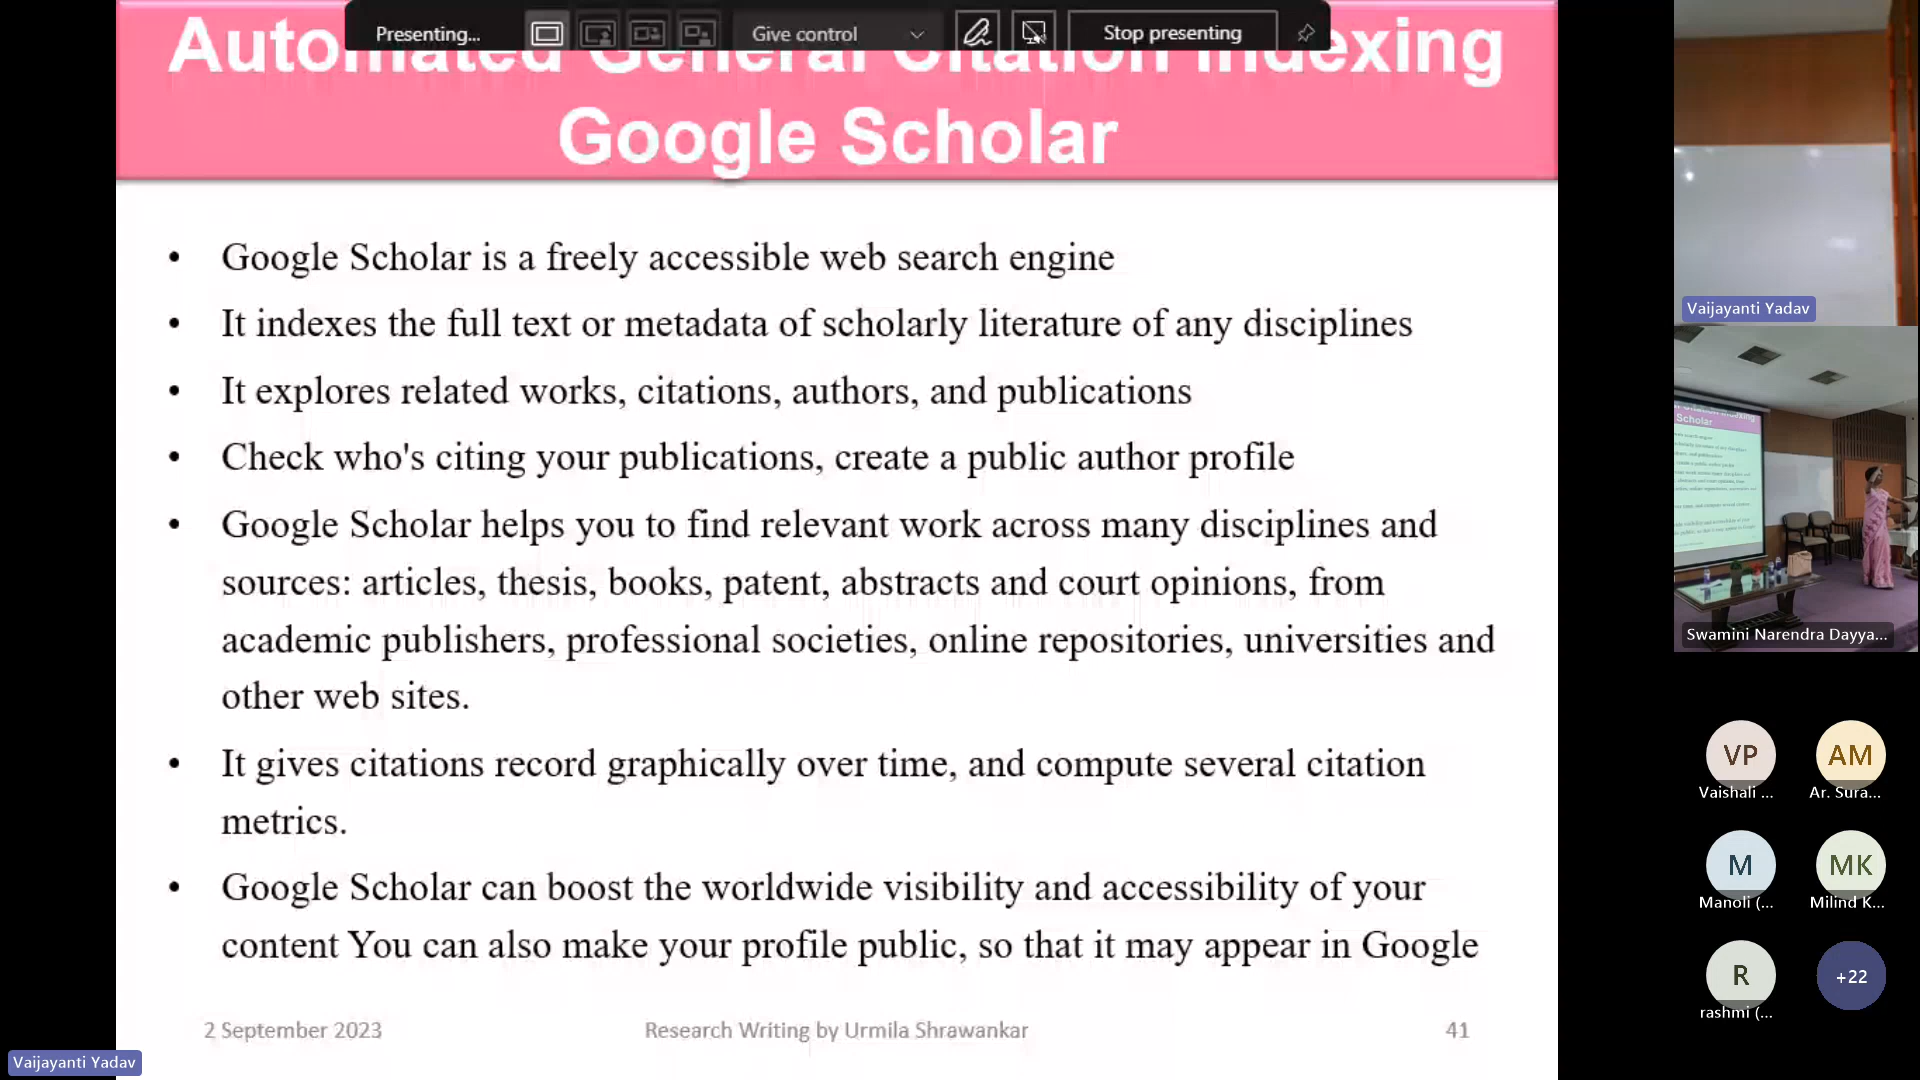 Presenting...
Give control
Stop presenting
Automated General Citation Indexing
Google Scholar
• Google Scholar is a freely accessible web search engine
• It indexes the full text or metadata of scholarly literature of any disciplines
• It explores related works, citations, authors, and publications
• Check who's citing your publications, create a public author profile
• Google Scholar helps you to find relevant work across many disciplines and
sources: articles, thesis, books, patent, abstracts and court opinions, from
academic publishers, professional societies, online repositories, universities and
other web sites.
• It gives citations record graphically over time, and compute several citation
metrics.
• Google Scholar can boost the worldwide visibility and accessibility of your
content You can also make your profile public, so that it may appear in Google
2 September 2023
Research Writing by Urmila Shrawankar
41
Vaijayanti Yadav
Vaijayanti Yadav
Scholar
Swamini Narendra Dayya...
VP
Vaishali ...
AM
Ar. Sura...
M
Manoli (...
MK
Milind K...
R
rashmi (...
+22